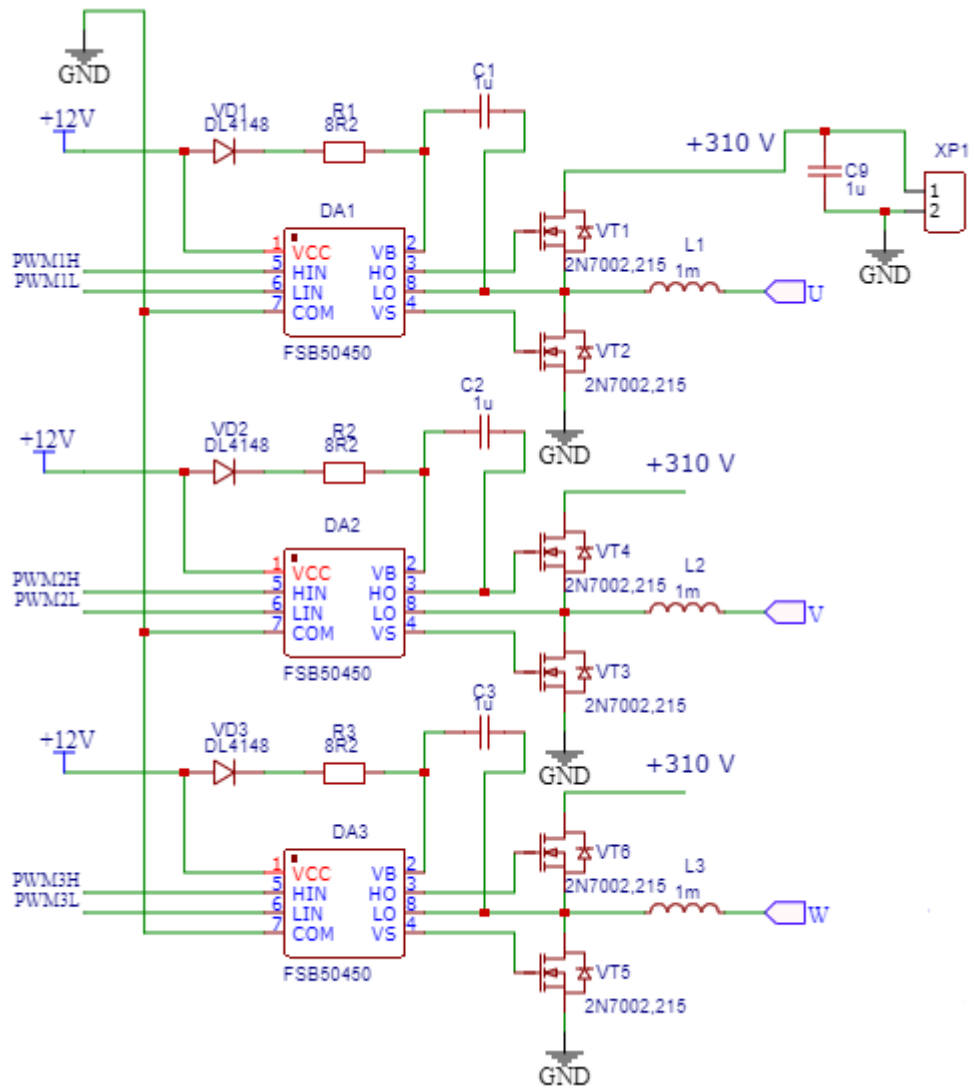 GND
+12V
VD1
DL4148
R1
8R2
C1
1u
+310 V
C9
1u
XP1
1
2
GND
DA1
1 VCC VB 2
5 HIN HO 3
6 LIN LO 8
7 COM VS 4
PWM1H
PWM1L
FSB50450
VT1
2N7002,215
L1
1m
U
VT2
2N7002,215
GND
+12V
VD2
DL4148
R2
8R2
C2
1u
+310 V
DA2
1 VCC VB 2
5 HIN HO 3
6 LIN LO 8
7 COM VS 4
PWM2H
PWM2L
FSB50450
VT4
2N7002,215
L2
1m
V
VT3
2N7002,215
GND
+12V
VD3
DL4148
R3
8R2
C3
1u
+310 V
DA3
1 VCC VB 2
5 HIN HO 3
6 LIN LO 8
7 COM VS 4
PWM3H
PWM3L
FSB50450
VT6
2N7002,215
L3
1m
W
VT5
2N7002,215
GND